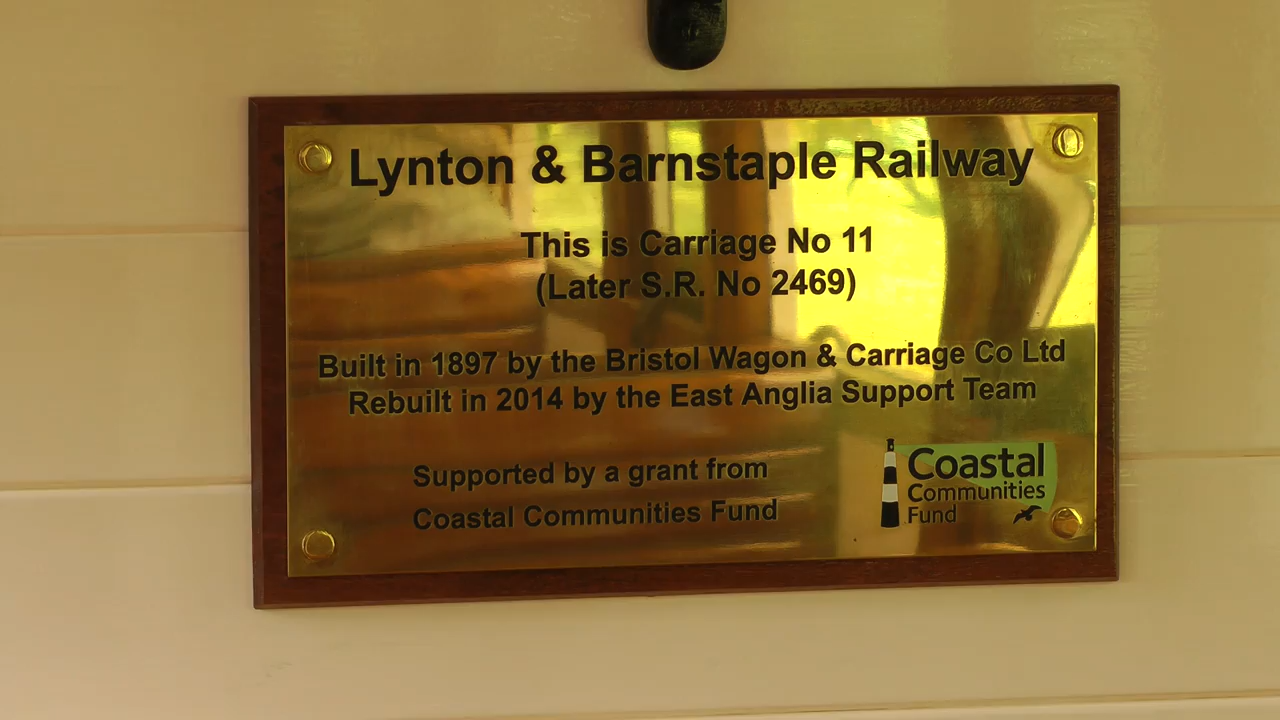 Lynton & Barnstaple Railway
This is Carriage No 11
(Later S.R. No 2469)
Built in 1897 by the Bristol Wagon & Carriage Co Ltd
Rebuilt in 2014 by the East Anglia Support Team
Supported by a grant from
Coastal Communities Fund
Coastal
Communities
Fund